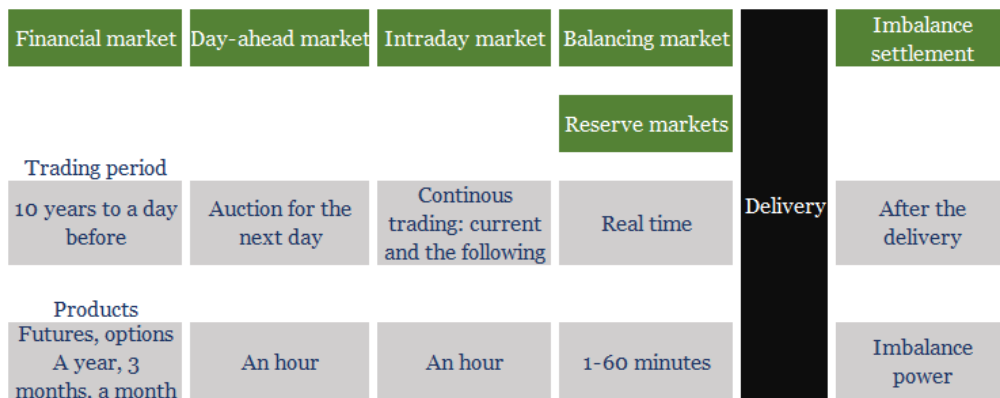 Financial market
Day-ahead market
Intraday market
Balancing market
Imbalance
settlement
Reserve markets
Trading period
10 years to a day
before
Auction for the
next day
Continous
trading: current
and the following
Real time
Delivery
After the
delivery
Products
Futures, options
A year, 3
months, a month
An hour
An hour
1-60 minutes
Imbalance
power